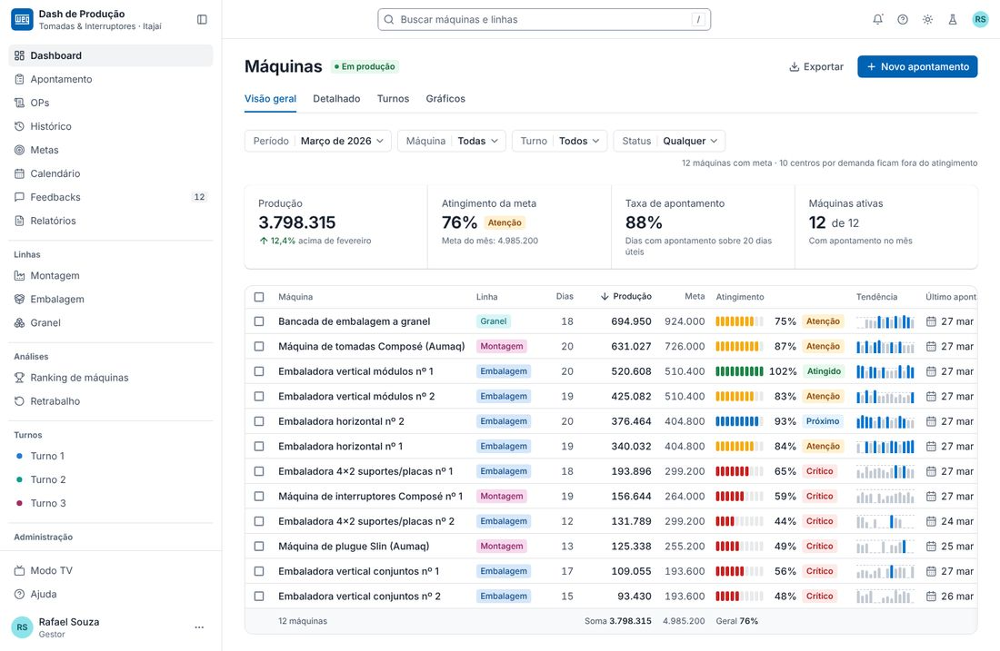 weg
Dash de Produção
Tomadas & Interruptores · Itajaí
Dashboard
Apontamento
OPs
Histórico
Metas
Calendário
Feedbacks 12
Relatórios
Linhas
Montagem
Embalagem
Granel
Análises
Ranking de máquinas
Retrabalho
Turnos
Turno 1
Turno 2
Turno 3
Administração
Modo TV
Ajuda
RS
Rafael Souza
Gestor
Buscar máquinas e linhas /
RS
Máquinas Em produção
Exportar
+ Novo apontamento
Visão geral Detalhado Turnos Gráficos
Período Março de 2026 Máquina Todas Turno Todos Status Qualquer
12 máquinas com meta · 10 centros por demanda ficam fora do atingimento
Produção
3.798.315
12,4% acima de fevereiro
Atingimento da meta
76% Atenção
Meta do mês: 4.985.200
Taxa de apontamento
88%
Dias com apontamento sobre 20 dias
úteis
Máquinas ativas
12 de 12
Com apontamento no mês
Máquina Linha Dias Produção Meta Atingimento Tendência Último apont
Bancada de embalagem a granel Granel 18 694.950 924.000 75% Atenção 27 mar
Máquina de tomadas Composé (Aumaq) Montagem 20 631.027 726.000 87% Atenção 27 mar
Embaladora vertical módulos nº 1 Embalagem 20 520.608 510.400 102% Atingido 27 mar
Embaladora vertical módulos nº 2 Embalagem 19 425.082 510.400 83% Atenção 27 mar
Embaladora horizontal nº 2 Embalagem 20 376.464 404.800 93% Próximo 27 mar
Embaladora horizontal nº 1 Embalagem 19 340.032 404.800 84% Atenção 27 mar
Embaladora 4×2 suportes/placas nº 1 Embalagem 18 193.896 299.200 65% Crítico 27 mar
Máquina de interruptores Composé nº 1 Montagem 19 156.644 264.000 59% Crítico 27 mar
Embaladora 4×2 suportes/placas nº 2 Embalagem 12 131.789 299.200 44% Crítico 24 mar
Máquina de plugue Slin (Aumaq) Montagem 13 125.338 255.200 49% Crítico 25 mar
Embaladora vertical conjuntos nº 1 Embalagem 17 109.055 193.600 56% Crítico 27 mar
Embaladora vertical conjuntos nº 2 Embalagem 15 93.430 193.600 48% Crítico 26 mar
12 máquinas Soma 3.798.315 4.985.200 Geral 76%